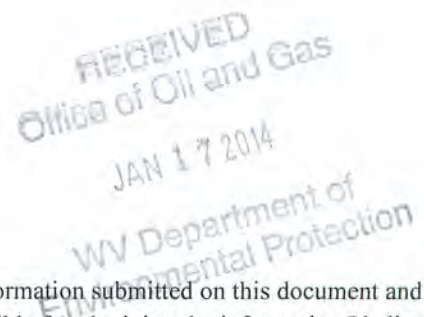 RECEIVED
Office of Oil and Gas
JAN 17 2014
WV Department of
Environmental Protection
formation submitted on this document and